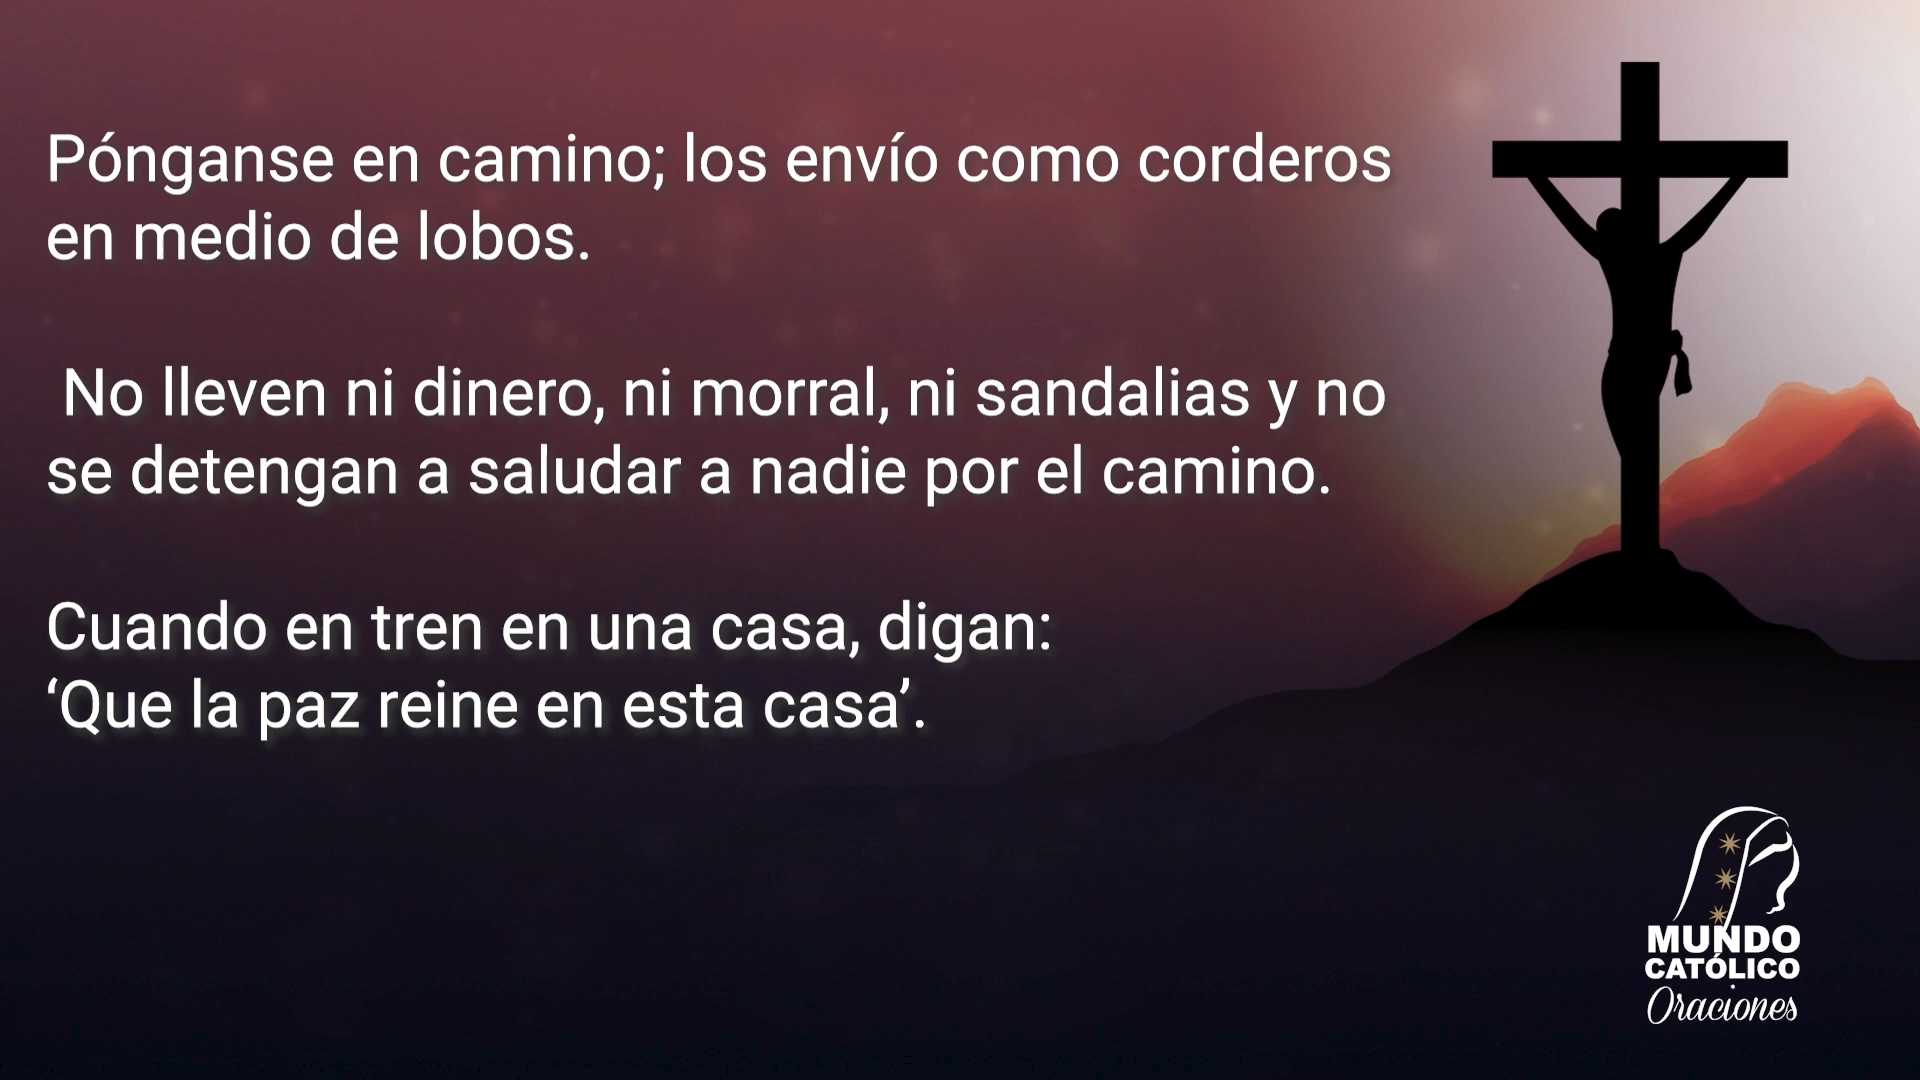 Pónganse en camino; los envío como corderos
en medio de lobos.
No lleven ni dinero, ni morral, ni sandalias y no
se detengan a saludar a nadie por el camino.
Cuando en tren en una casa, digan:
‘Que la paz reine en esta casa’.
MUNDO
CATÓLICO
Oraciones